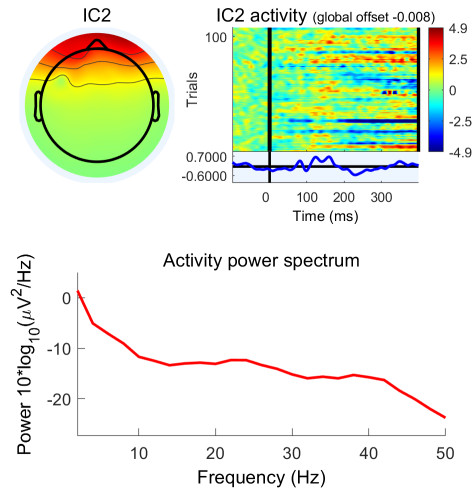 IC2
IC2 activity (global offset -0.008)
100
Trials
4.9
2.5
0
-2.5
-4.9
0.7000
-0.6000
0 100 200 300
Time (ms)
Activity power spectrum
Power 10*log10(μV2/Hz)
0
-10
-20
10 20 30 40 50
Frequency (Hz)